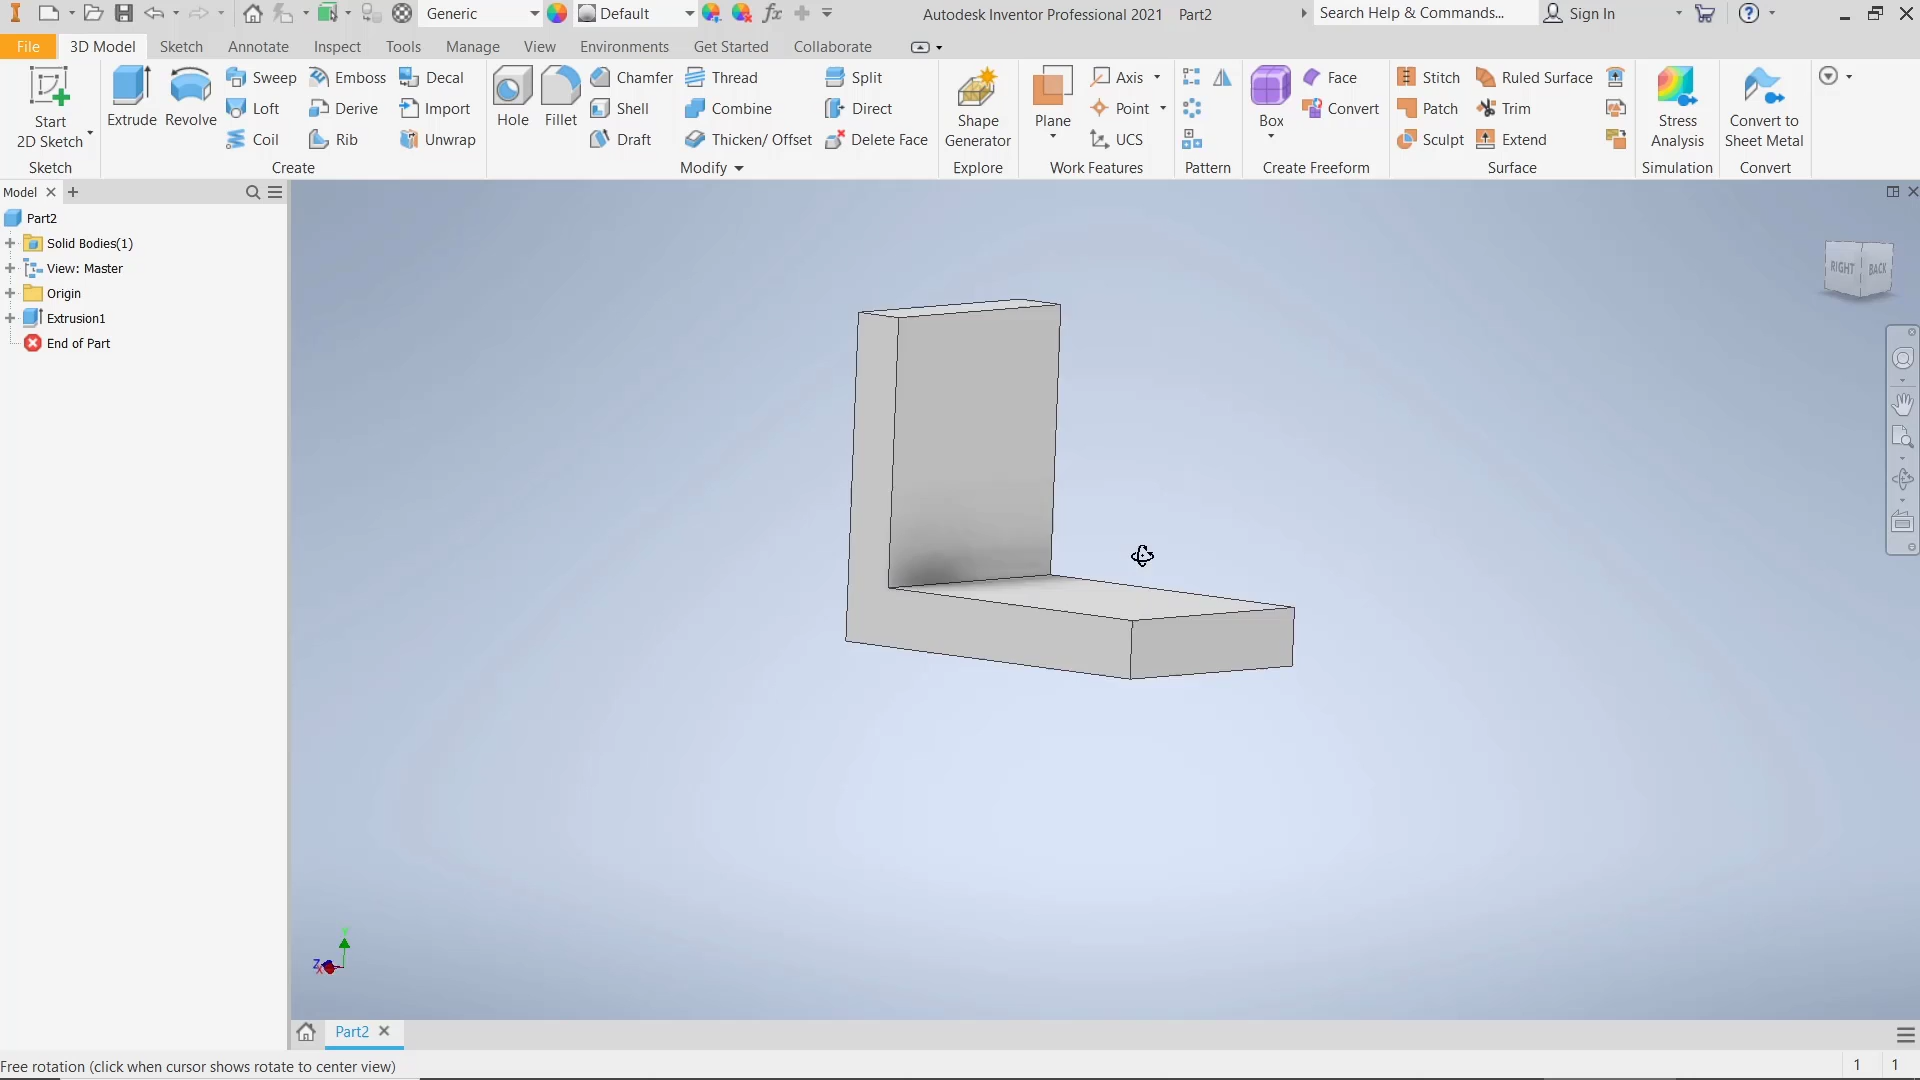 Generic
Default
Autodesk Inventor Professional 2021 Part2
Search Help & Commands...
Sign In
File 3D Model Sketch Annotate Inspect Tools Manage View Environments Get Started Collaborate
Start
2D Sketch
Sketch
Extrude
Revolve
Sweep
Loft
Coil
Emboss
Derive
Rib
Decal
Import
Unwrap
Create
Hole
Fillet
Chamfer
Shell
Draft
Thread
Combine
Thicken/ Offset
Split
Direct
Delete Face
Modify
Shape
Generator
Explore
Plane
Axis
Point
UCS
Work Features
Pattern
Box
Face
Convert
Create Freeform
Stitch
Patch
Sculpt
Ruled Surface
Trim
Extend
Surface
Stress
Analysis
Simulation
Convert to
Sheet Metal
Convert
Model
Part2
Solid Bodies(1)
View: Master
Origin
Extrusion1
End of Part
RIGHT BACK
Y
Z
X
Part2
Free rotation (click when cursor shows rotate to center view)
1 1